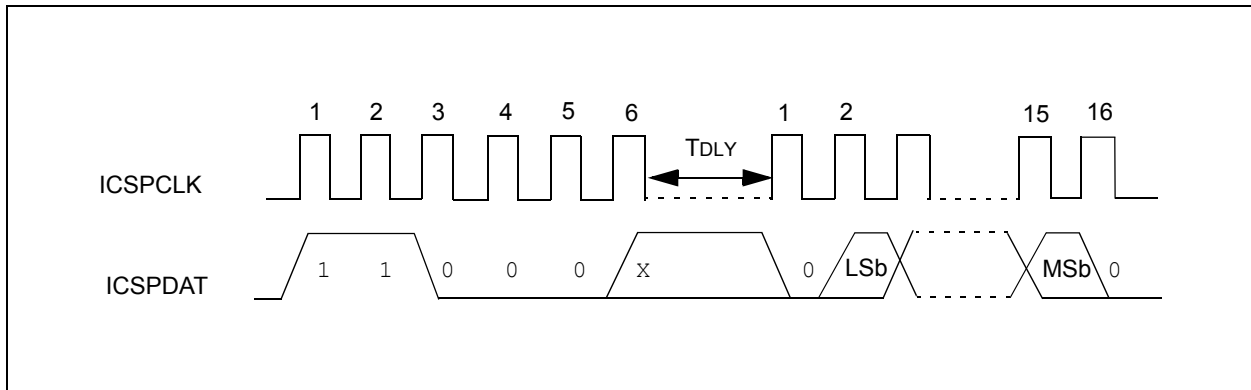 1 2 3 4 5 6 1 2 15 16
TDLY
ICSPCLK
ICSPDAT
1 1 0 0 0 X 0 LSb MSb 0